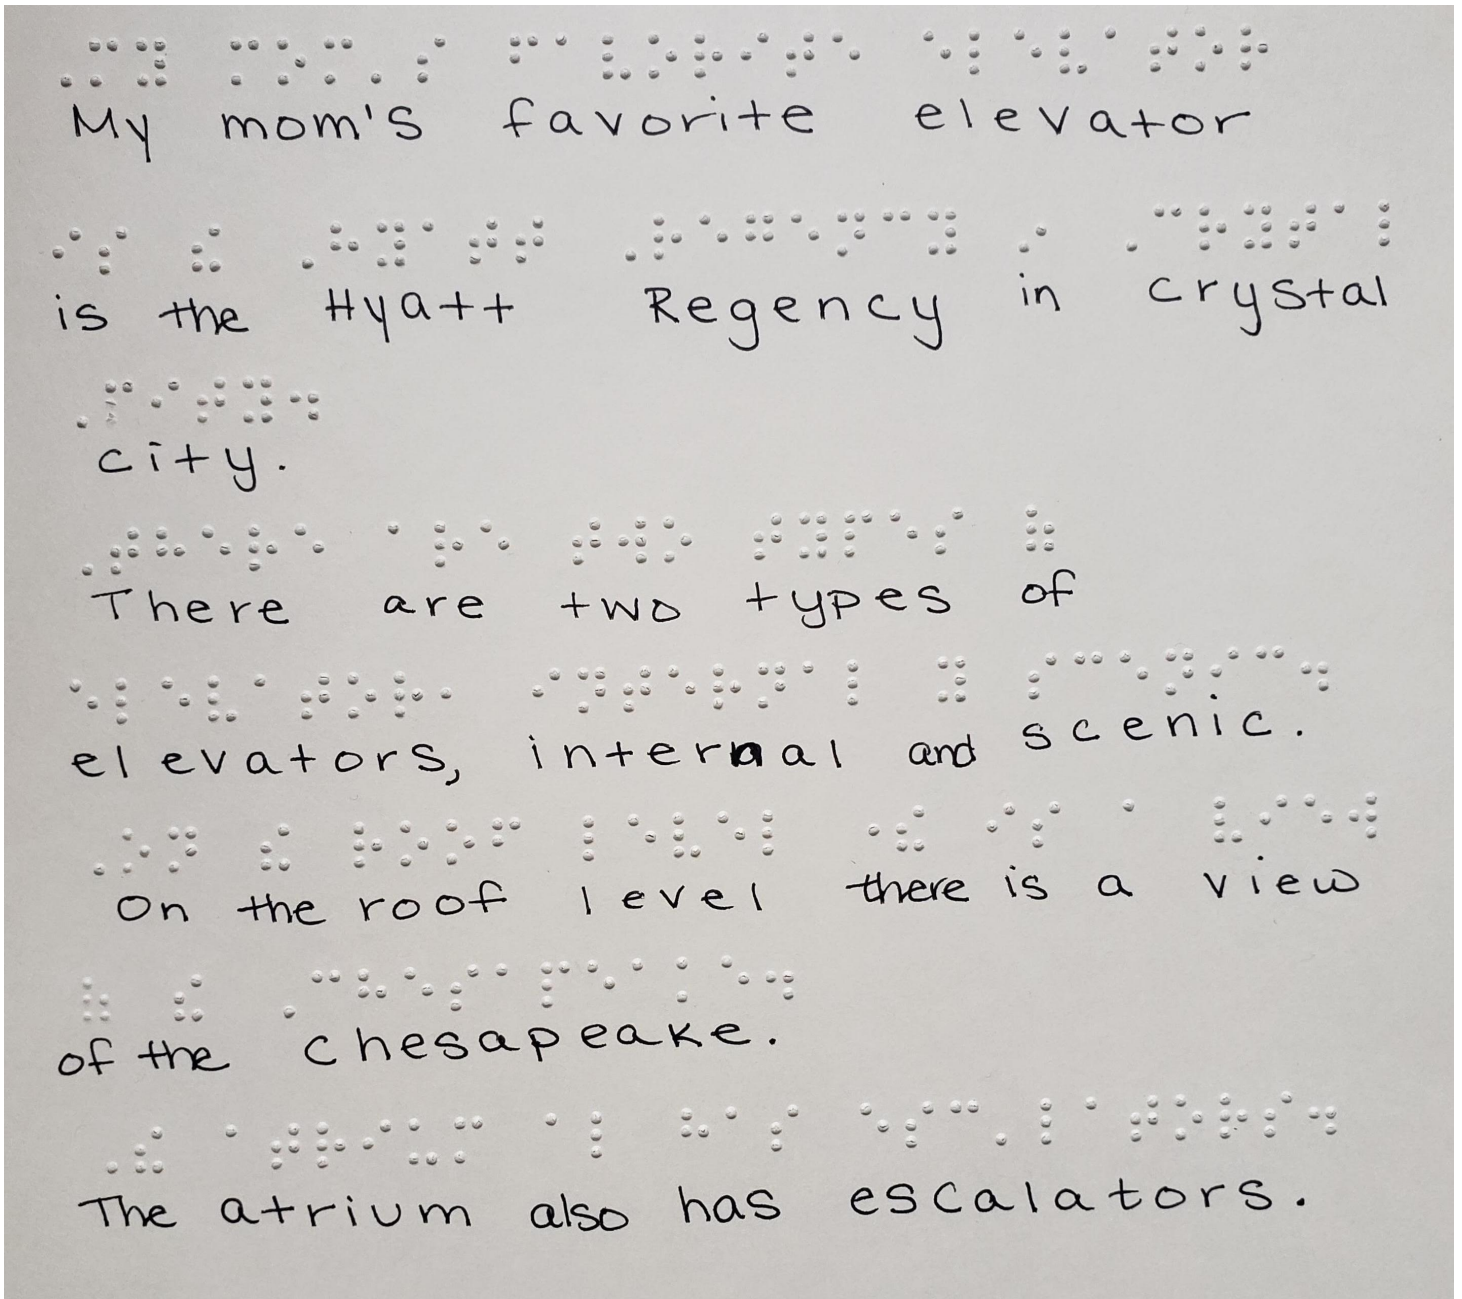 My mom's favorite elevator
is the Hyatt Regency in crystal
city.
There are two types of
elevators, internal and scenic.
On the roof level there is a view
of the chesapeake.
The atrium also has escalators.